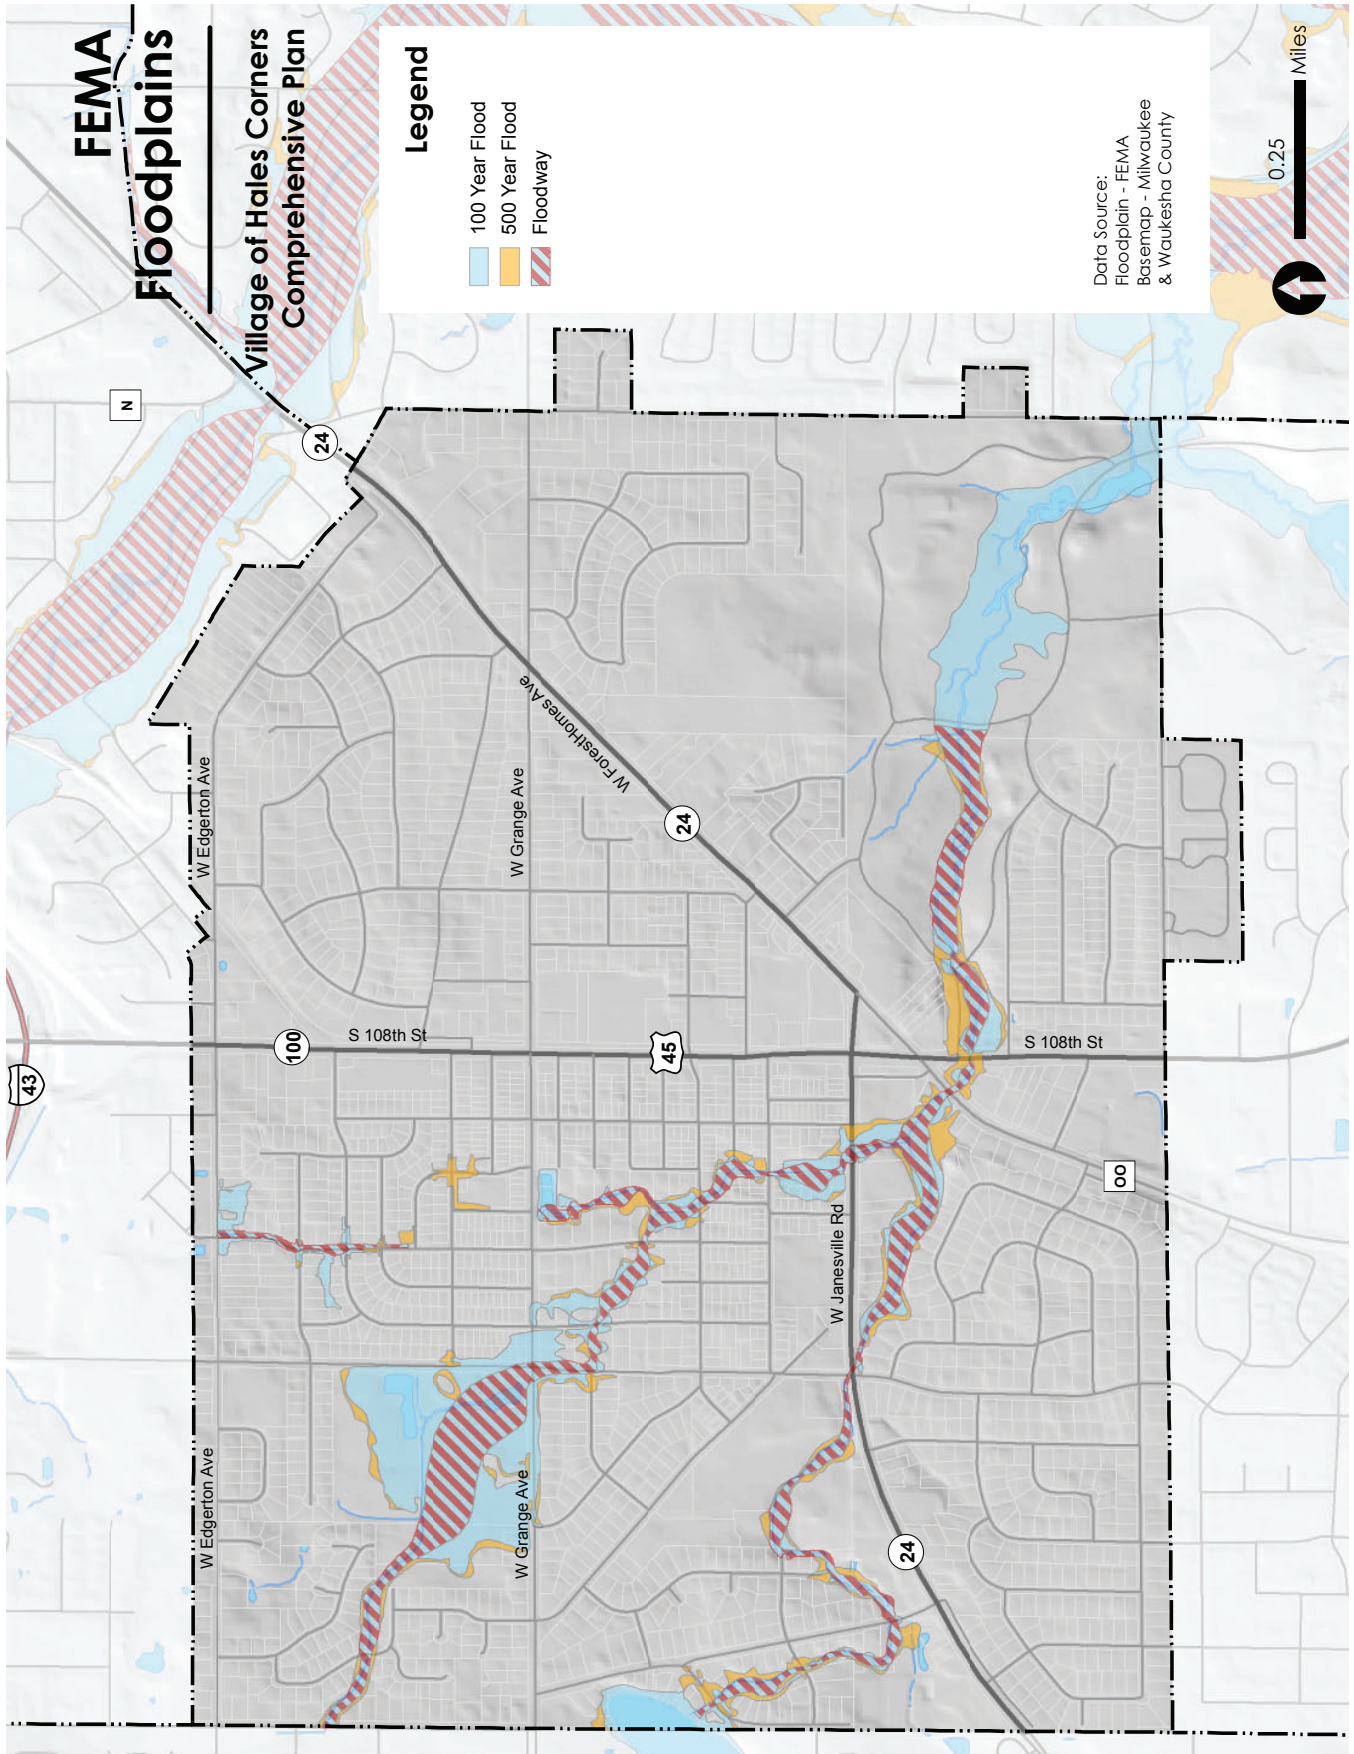 FEMA
Floodplains
Village of Hales Corners
Comprehensive Plan
Legend
100 Year Flood
500 Year Flood
Floodway
Data Source:
Floodplain - FEMA
Basemap - Milwaukee
& Waukesha County
0.25
Miles
N
24
43
W Edgerton Ave
W Edgerton Ave
100
S 108th St
W Grange Ave
W Grange Ave
W ForestHomes Ave
24
45
W Janesville Rd
S 108th St
OO
24